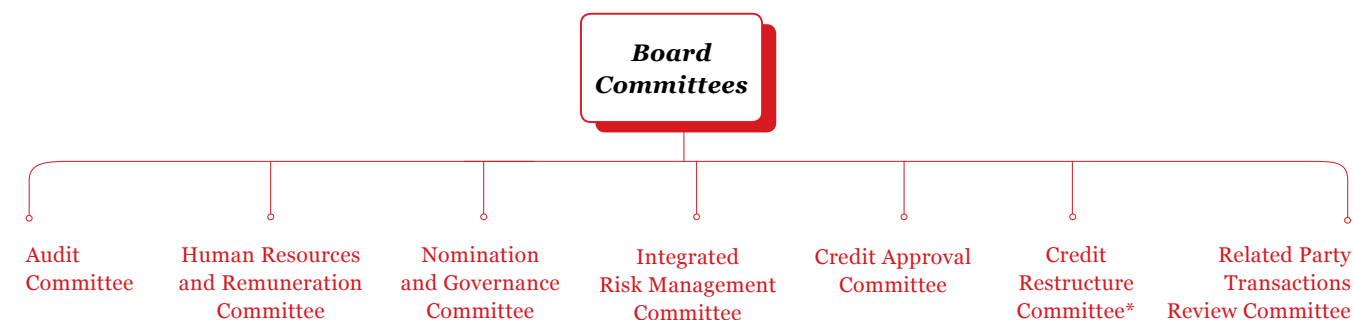 Board
Committees
Audit
Committee
Human Resources
and Remuneration
Committee
Nomination
and Governance
Committee
Integrated
Risk Management
Committee
Credit Approval
Committee
Credit
Restructure
Committee*
Related Party
Transactions
Review Committee